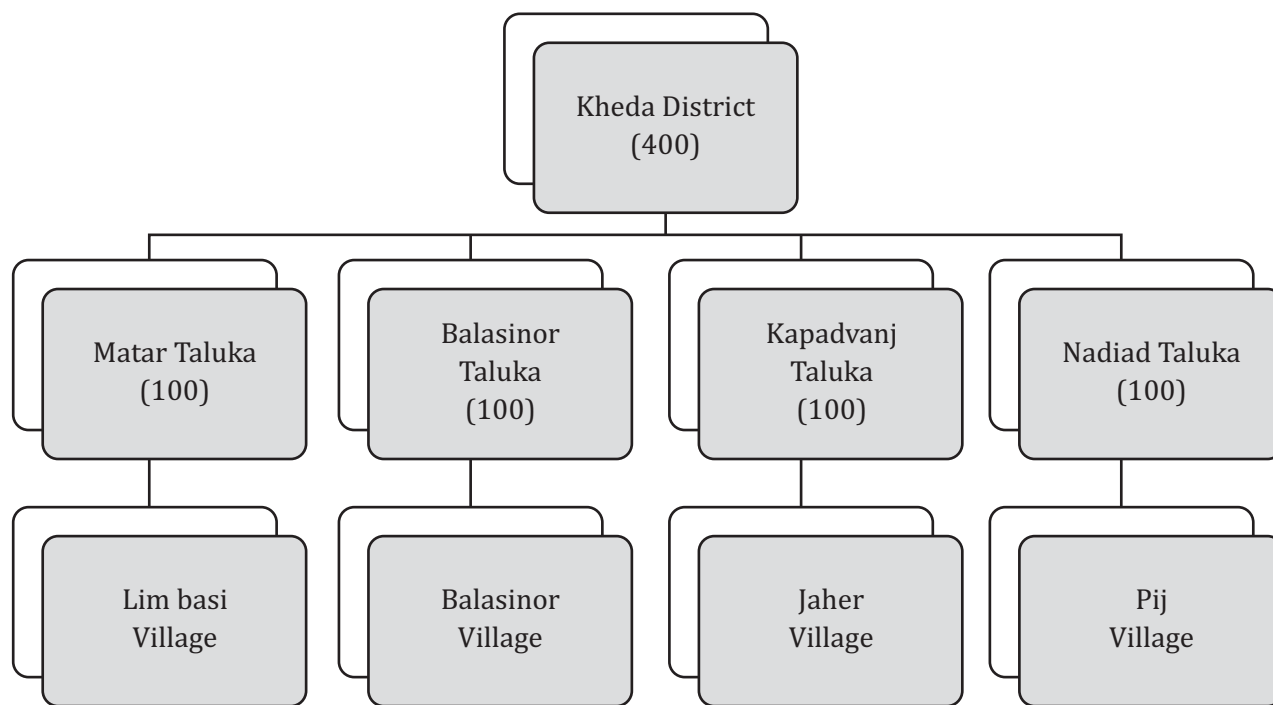 Kheda District
(400)
Matar Taluka
(100)
Balasinor
Taluka
(100)
Kapadvanj
Taluka
(100)
Nadiad Taluka
(100)
Lim basi
Village
Balasinor
Village
Jaher
Village
Pij
Village